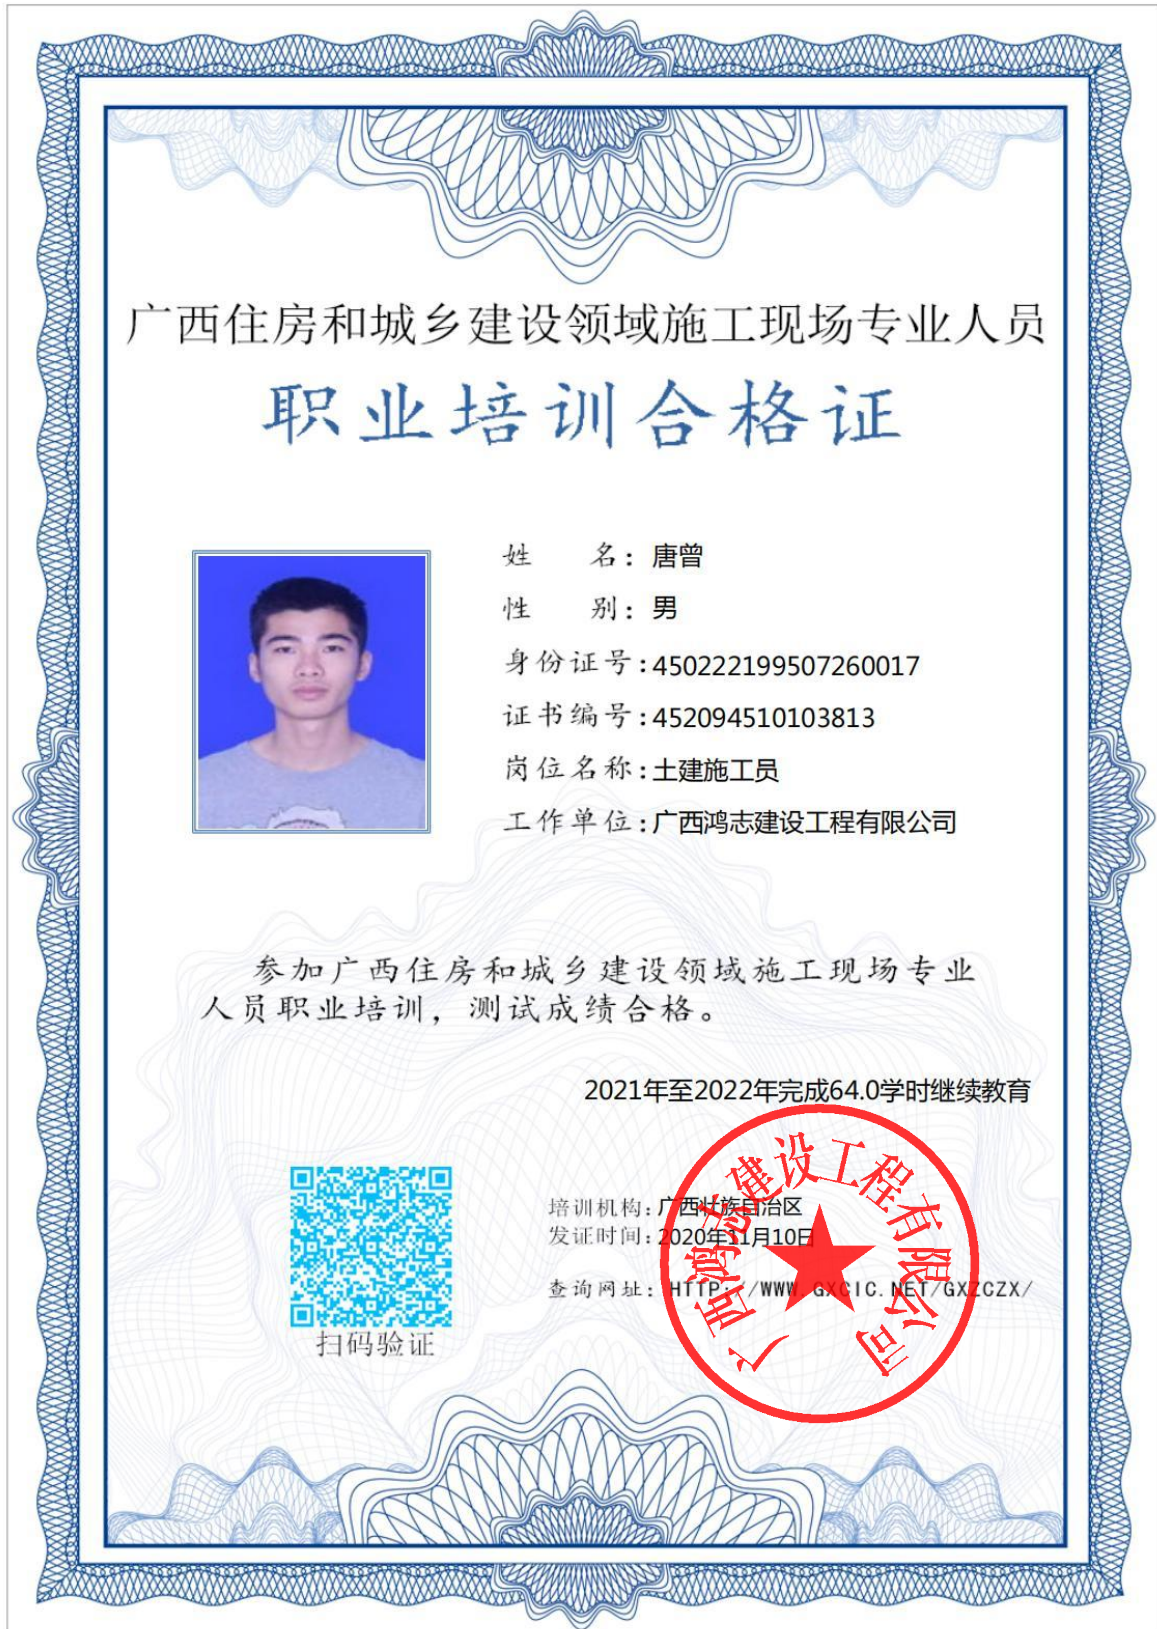 广西住房和城乡建设领域施工现场专业人员
职业培训合格证
姓 名：唐曾
性 别：男
身份证号：450222199507260017
证书编号：452094510103813
岗位名称：土建施工员
工作单位：广西鸿志建设工程有限公司
参加广西住房和城乡建设领域施工现场专业
人员职业培训，测试成绩合格。
2021年至2022年完成64.0学时继续教育
培训机构：广西壮族自治区
发证时间：2020年11月10日
查询网址：HTTP://WWW.GXCIC.NET/GXZCZX/
扫码验证
广西鸿志建设工程有限公司